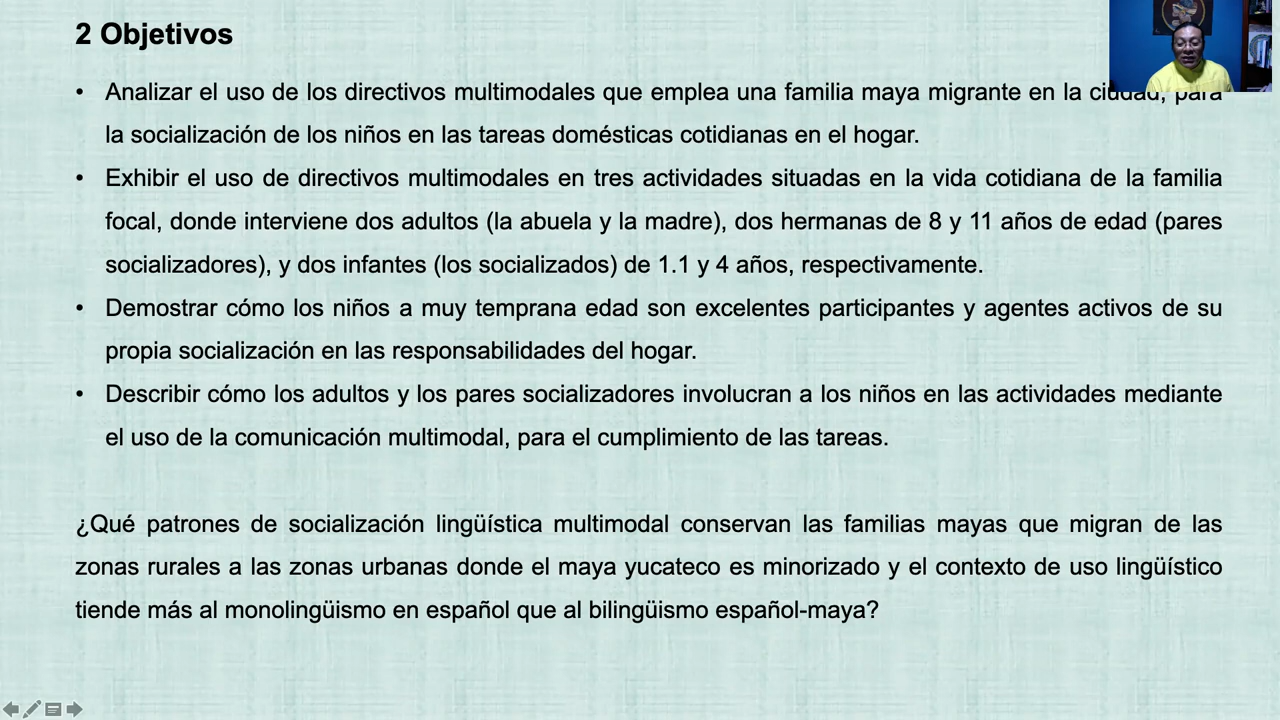 2 Objetivos
• Analizar el uso de los directivos multimodales que emplea una familia maya migrante en la ciudad, para
la socialización de los niños en las tareas domésticas cotidianas en el hogar.
• Exhibir el uso de directivos multimodales en tres actividades situadas en la vida cotidiana de la familia
focal, donde interviene dos adultos (la abuela y la madre), dos hermanas de 8 y 11 años de edad (pares
socializadores), y dos infantes (los socializados) de 1.1 y 4 años, respectivamente.
• Demostrar cómo los niños a muy temprana edad son excelentes participantes y agentes activos de su
propia socialización en las responsabilidades del hogar.
• Describir cómo los adultos y los pares socializadores involucran a los niños en las actividades mediante
el uso de la comunicación multimodal, para el cumplimiento de las tareas.
¿Qué patrones de socialización lingüística multimodal conservan las familias mayas que migran de las
zonas rurales a las zonas urbanas donde el maya yucateco es minorizado y el contexto de uso lingüístico
tiende más al monolingüismo en español que al bilingüismo español-maya?